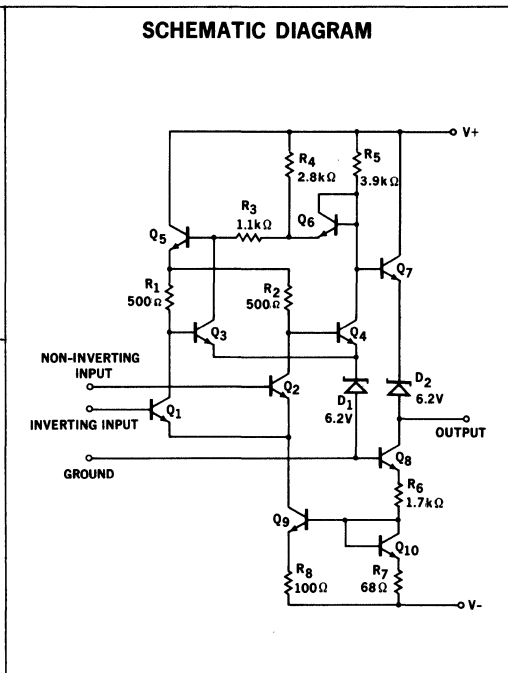 SCHEMATIC DIAGRAM
V+
R4
2.8kΩ
R5
3.9kΩ
R3
1.1kΩ
Q6
Q5
Q7
R1
500Ω
R2
500Ω
Q3
Q4
NON-INVERTING
INPUT
Q2
D1
6.2V
D2
6.2V
Q1
INVERTING INPUT
OUTPUT
GROUND
Q8
R6
1.7kΩ
Q9
Q10
R8
100Ω
R7
68Ω
V-